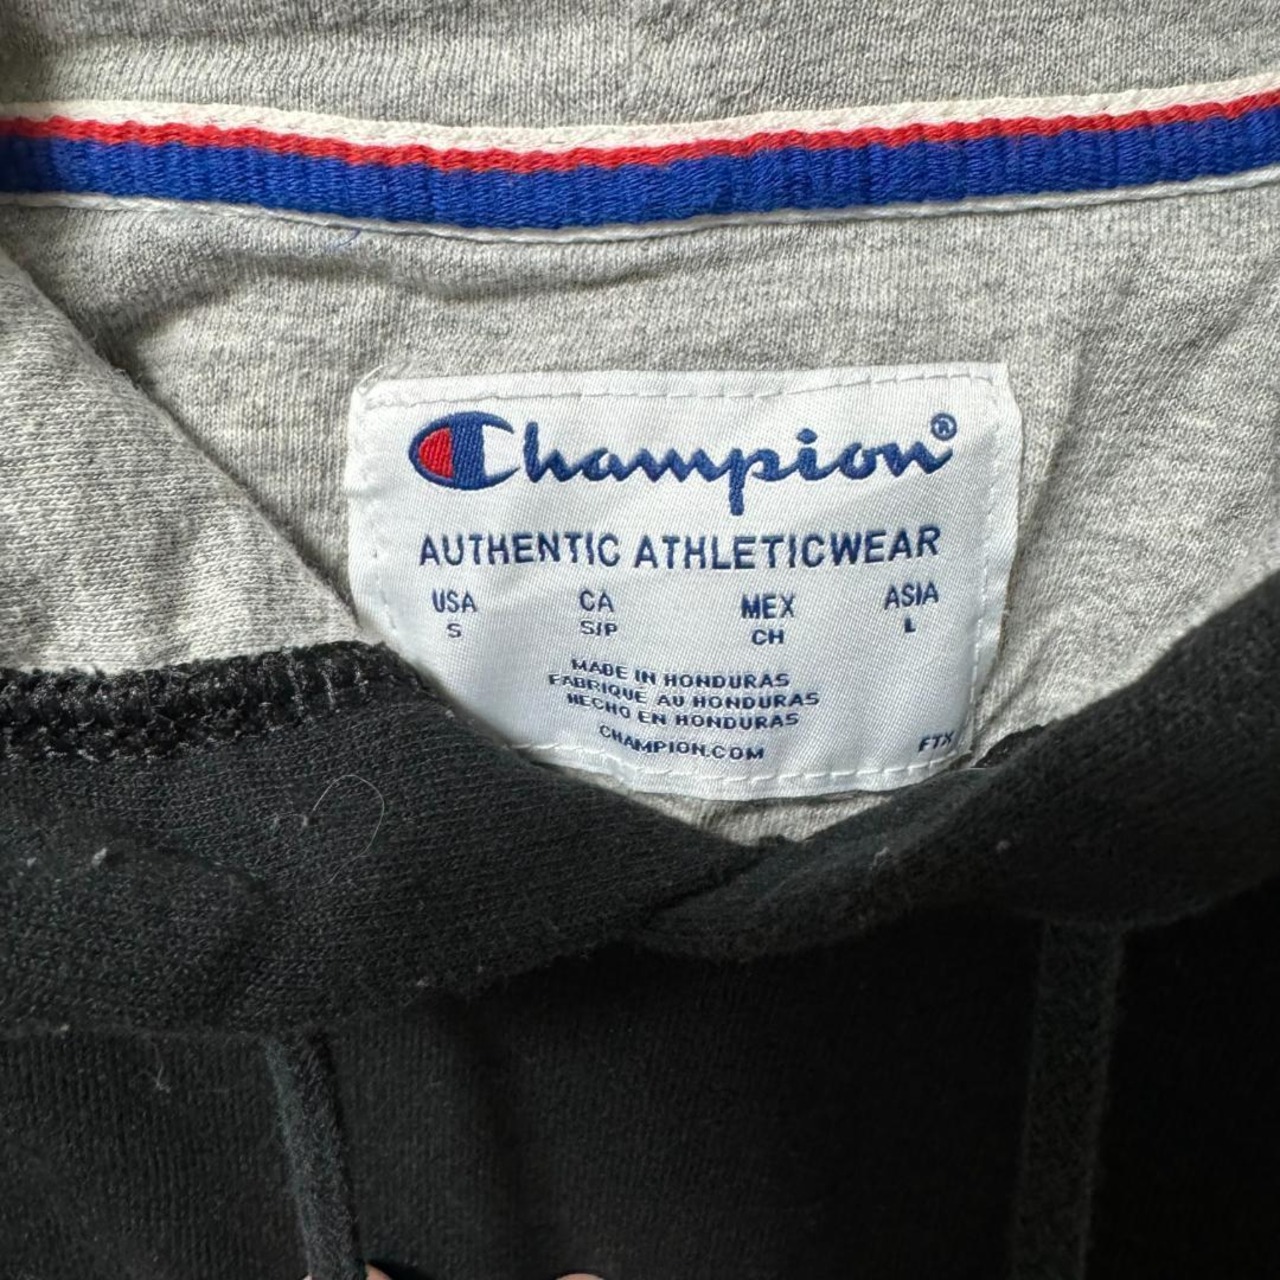 Champion®
AUTHENTIC ATHLETICWEAR
USA CA MEX ASIA
S S/P CH L
MADE IN HONDURAS
FABRIQUE AU HONDURAS
HECHO EN HONDURAS
CHAMPION.COM
FTX